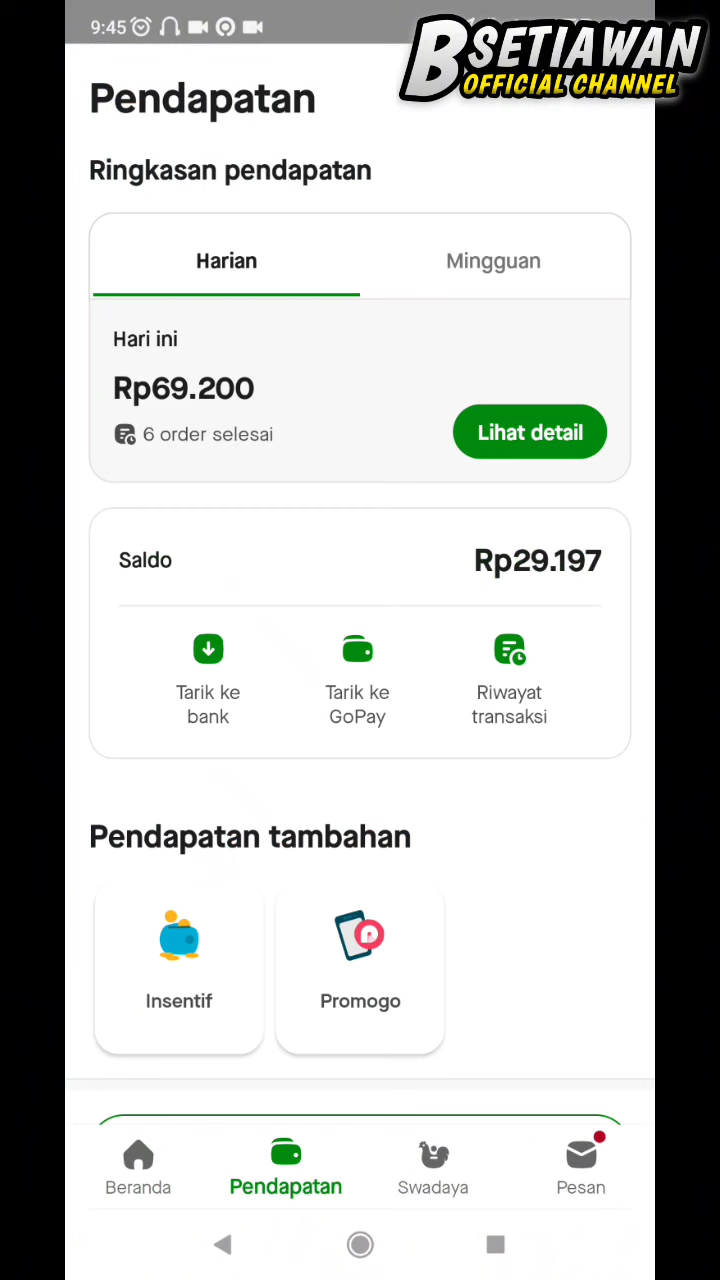 9:45
BSETIAWAN
OFFICIAL CHANNEL
Pendapatan
Ringkasan pendapatan
Harian
Mingguan
Hari ini
Rp69.200
6 order selesai
Lihat detail
Saldo
Rp29.197
Tarik ke
bank
Tarik ke
GoPay
Riwayat
transaksi
Pendapatan tambahan
Insentif
Promogo
Beranda
Pendapatan
Swadaya
Pesan